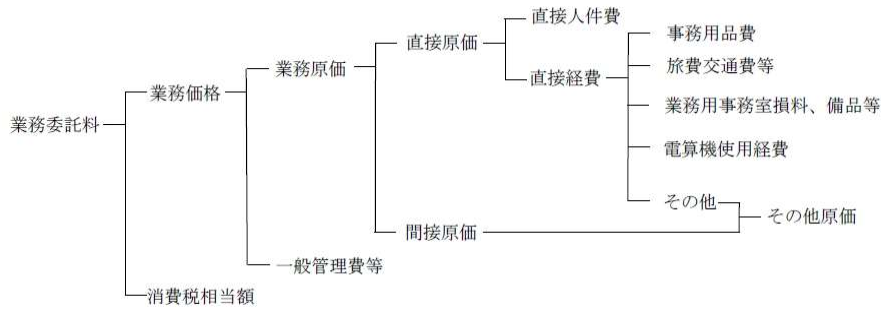 業務委託料
業務価格
業務原価
直接原価
直接人件費
直接経費
事務用品費
旅費交通費等
業務用事務室損料、備品等
電算機使用経費
その他
その他原価
間接原価
一般管理費等
消費税相当額